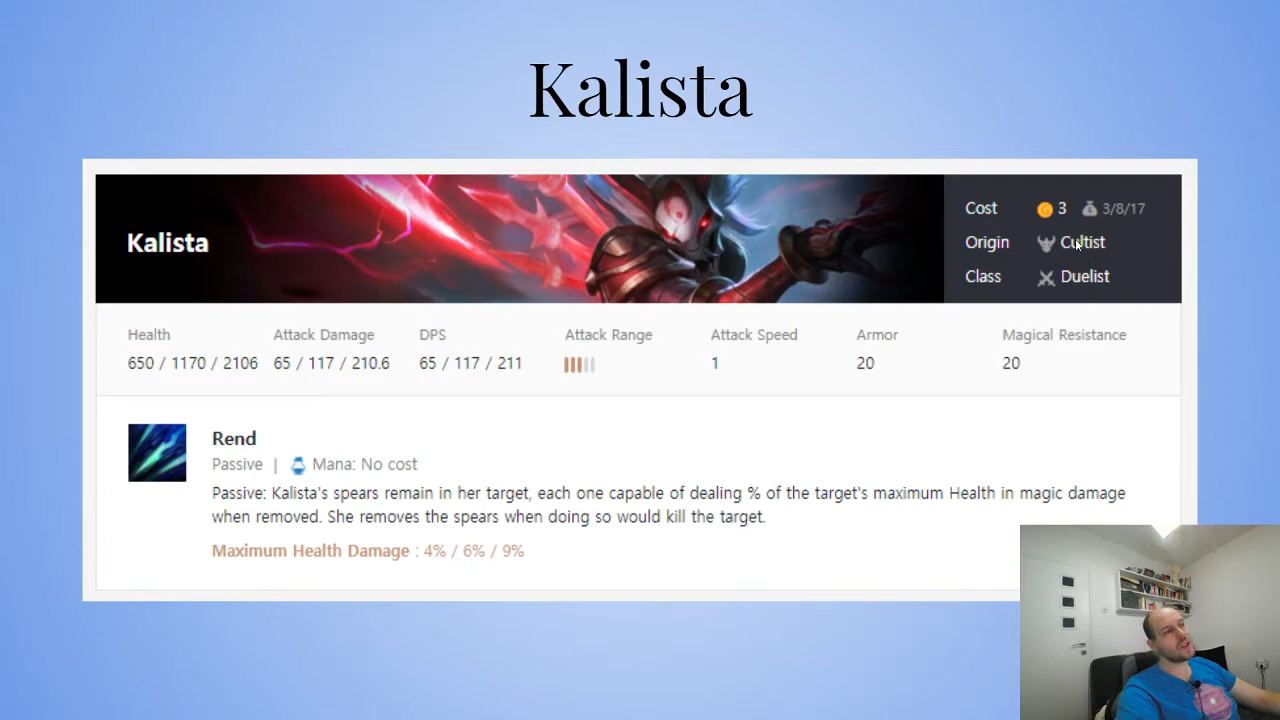 Kalista
Kalista
Cost 3 3/8/17
Origin Cultist
Class Duelist
Health Attack Damage DPS Attack Range Attack Speed Armor Magical Resistance
650 / 1170 / 2106 65 / 117 / 210.6 65 / 117 / 211 1 20 20
Rend
Passive | Mana: No cost
Passive: Kalista's spears remain in her target, each one capable of dealing % of the target's maximum Health in magic damage
when removed. She removes the spears when doing so would kill the target.
Maximum Health Damage : 4% / 6% / 9%